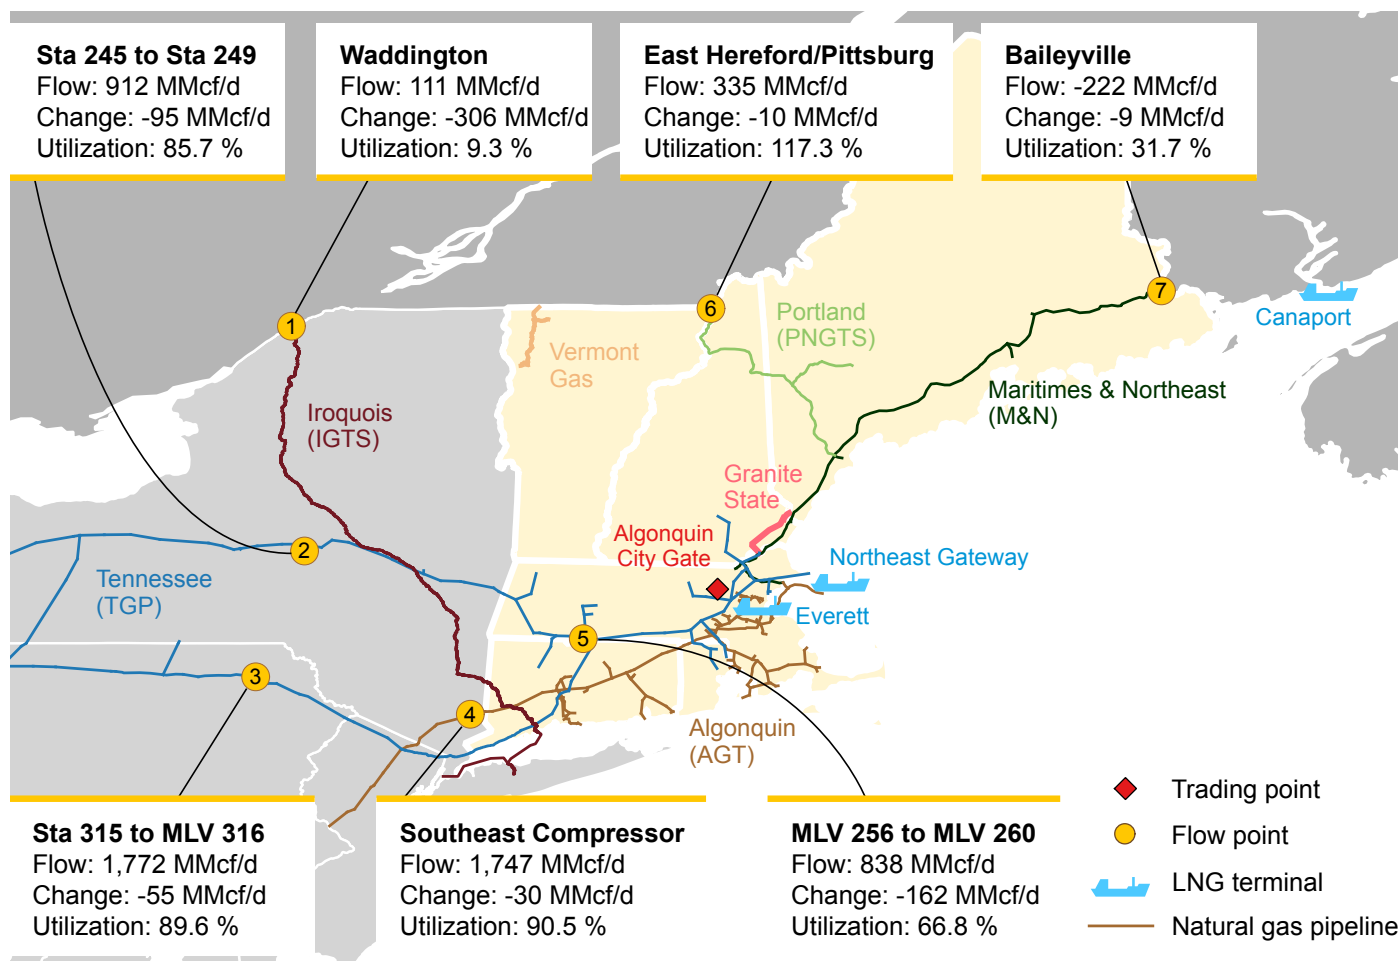 Sta 245 to Sta 249
Flow: 912 MMcf/d
Change: -95 MMcf/d
Utilization: 85.7 %
Waddington
Flow: 111 MMcf/d
Change: -306 MMcf/d
Utilization: 9.3 %
East Hereford/Pittsburg
Flow: 335 MMcf/d
Change: -10 MMcf/d
Utilization: 117.3 %
Baileyville
Flow: -222 MMcf/d
Change: -9 MMcf/d
Utilization: 31.7 %
7
6
1
Canaport
Portland
(PNGTS)
Vermont
Gas
Maritimes & Northeast
(M&N)
Iroquois
(IGTS)
Granite
State
Algonquin
City Gate
2
Northeast Gateway
Tennessee
(TGP)
Everett
5
3
4
Algonquin
(AGT)
Sta 315 to MLV 316
Flow: 1,772 MMcf/d
Change: -55 MMcf/d
Utilization: 89.6 %
Southeast Compressor
Flow: 1,747 MMcf/d
Change: -30 MMcf/d
Utilization: 90.5 %
MLV 256 to MLV 260
Flow: 838 MMcf/d
Change: -162 MMcf/d
Utilization: 66.8 %
Trading point
Flow point
LNG terminal
Natural gas pipeline